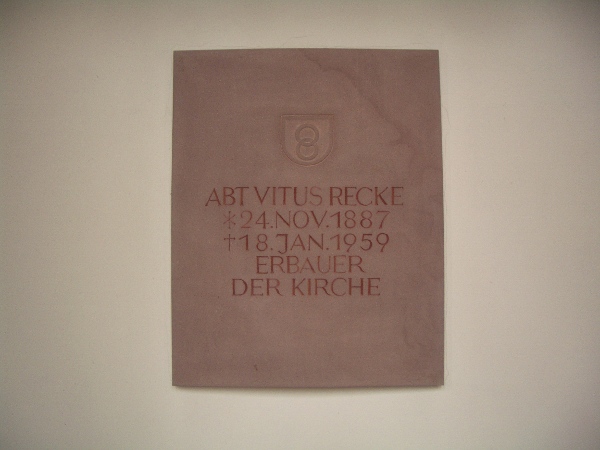 ABT VITUS RECKE
*24.NOV.1887
†18.JAN.1959
ERBAUER
DER KIRCHE